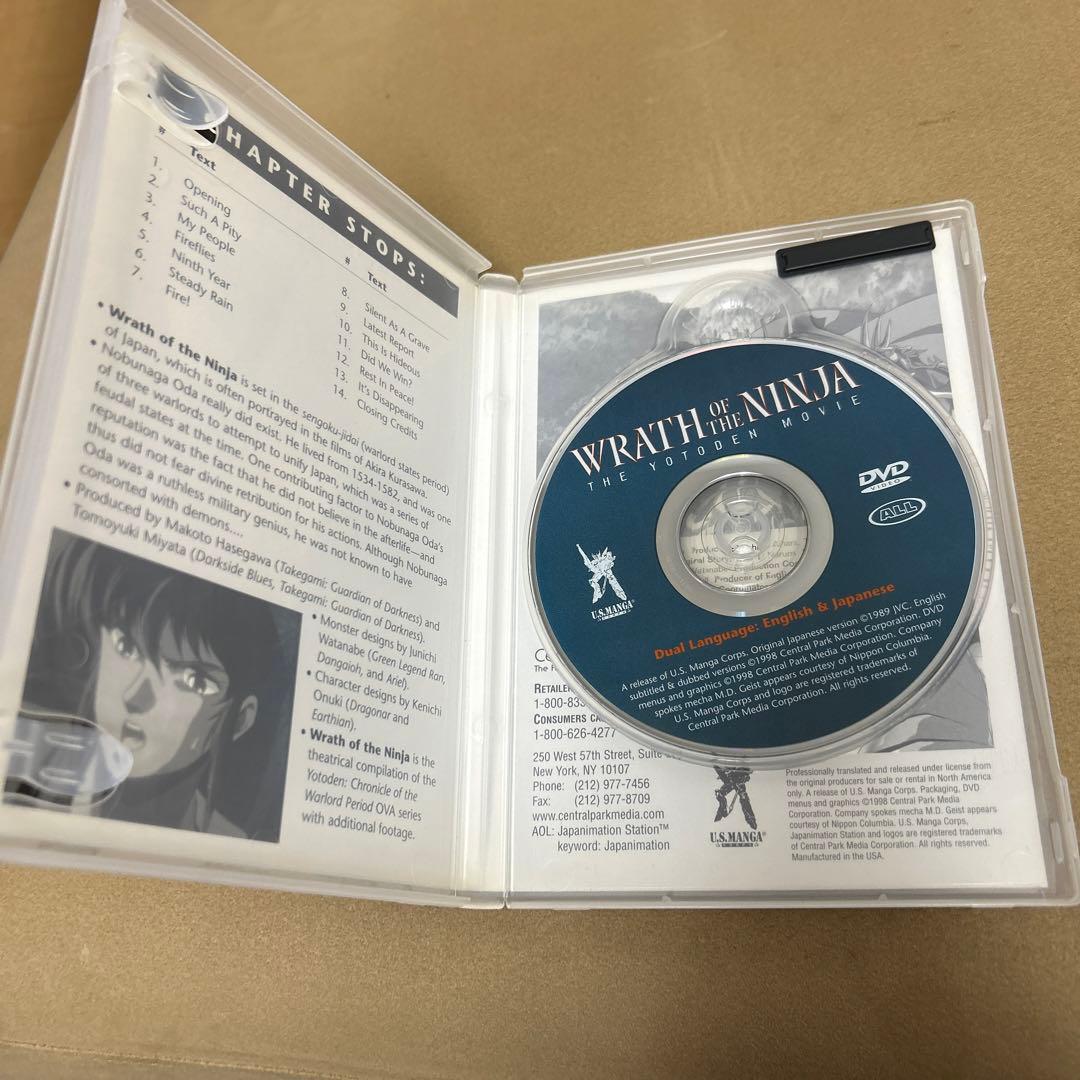 HAPTER STOPS:
# Text
1. Opening
2. Such A Pity
3. My People
4. Fireflies
5. Ninth Year
6. Steady Rain
7. Fire!
# Text
8. Silent As A Grave
9. Latest Report
10. This Is Hideous
11. Did We Win?
12. Rest In Peace!
13. It's Disappearing
14. Closing Credits
• Wrath of the Ninja is set in the sengoku-jidai (warlord states period)
of Japan, which is often portrayed in the films of Akira Kurasawa.
• Nobunaga Oda really did exist. He lived from 1534-1582, and was one
of three warlords to attempt to unify Japan, which was a series of
feudal states at the time. One contributing factor to Nobunaga Oda's
reputation was the fact that he did not believe in the afterlife—and
thus did not fear divine retribution for his actions. Although Nobunaga
Oda was a ruthless military genius, he was not known to have
consorted with demons....
• Produced by Makoto Hasegawa (Takegami: Guardian of Darkness) and
Tomoyuki Miyata (Darkside Blues, Takegami: Guardian of Darkness).
• Monster designs by Junichi
Watanabe (Green Legend Ran,
Dangaioh, and Ariel).
• Character designs by Kenichi
Onuki (Dragonar and
Earthian).
• Wrath of the Ninja is the
theatrical compilation of the
Yotoden: Chronicle of the
Warlord Period OVA series
with additional footage.
WRATH OF THE NINJA
THE YOTODEN MOVIE
DVD
VIDEO
ALL
U.S. MANGA®
CORPS
Dual Language: English & Japanese
A release of U.S. Manga Corps. Original Japanese version ©1989 JVC. English
subtitled & dubbed versions ©1998 Central Park Media Corporation. DVD
menus and graphics ©1998 Central Park Media Corporation. Company
spokes mecha M.D. Geist appears courtesy of Nippon Columbia.
U.S. Manga Corps and logo are registered trademarks of
Central Park Media Corporation. All rights reserved.
RETAILER
1-800-833
CONSUMERS CA
1-800-626-4277
250 West 57th Street, Suite
New York, NY 10107
Phone: (212) 977-7456
Fax: (212) 977-8709
www.centralparkmedia.com
AOL: Japanimation Station™
keyword: Japanimation
U.S.MANGA®
CORPS
Professionally translated and released under license from
the original producers for sale or rental in North America
only. A release of U.S. Manga Corps. Packaging, DVD
menus and graphics ©1998 Central Park Media
Corporation. Company spokes mecha M.D. Geist appears
courtesy of Nippon Columbia. U.S. Manga Corps,
Japanimation Station and logos are registered trademarks
of Central Park Media Corporation. All rights reserved.
Manufactured in the USA.